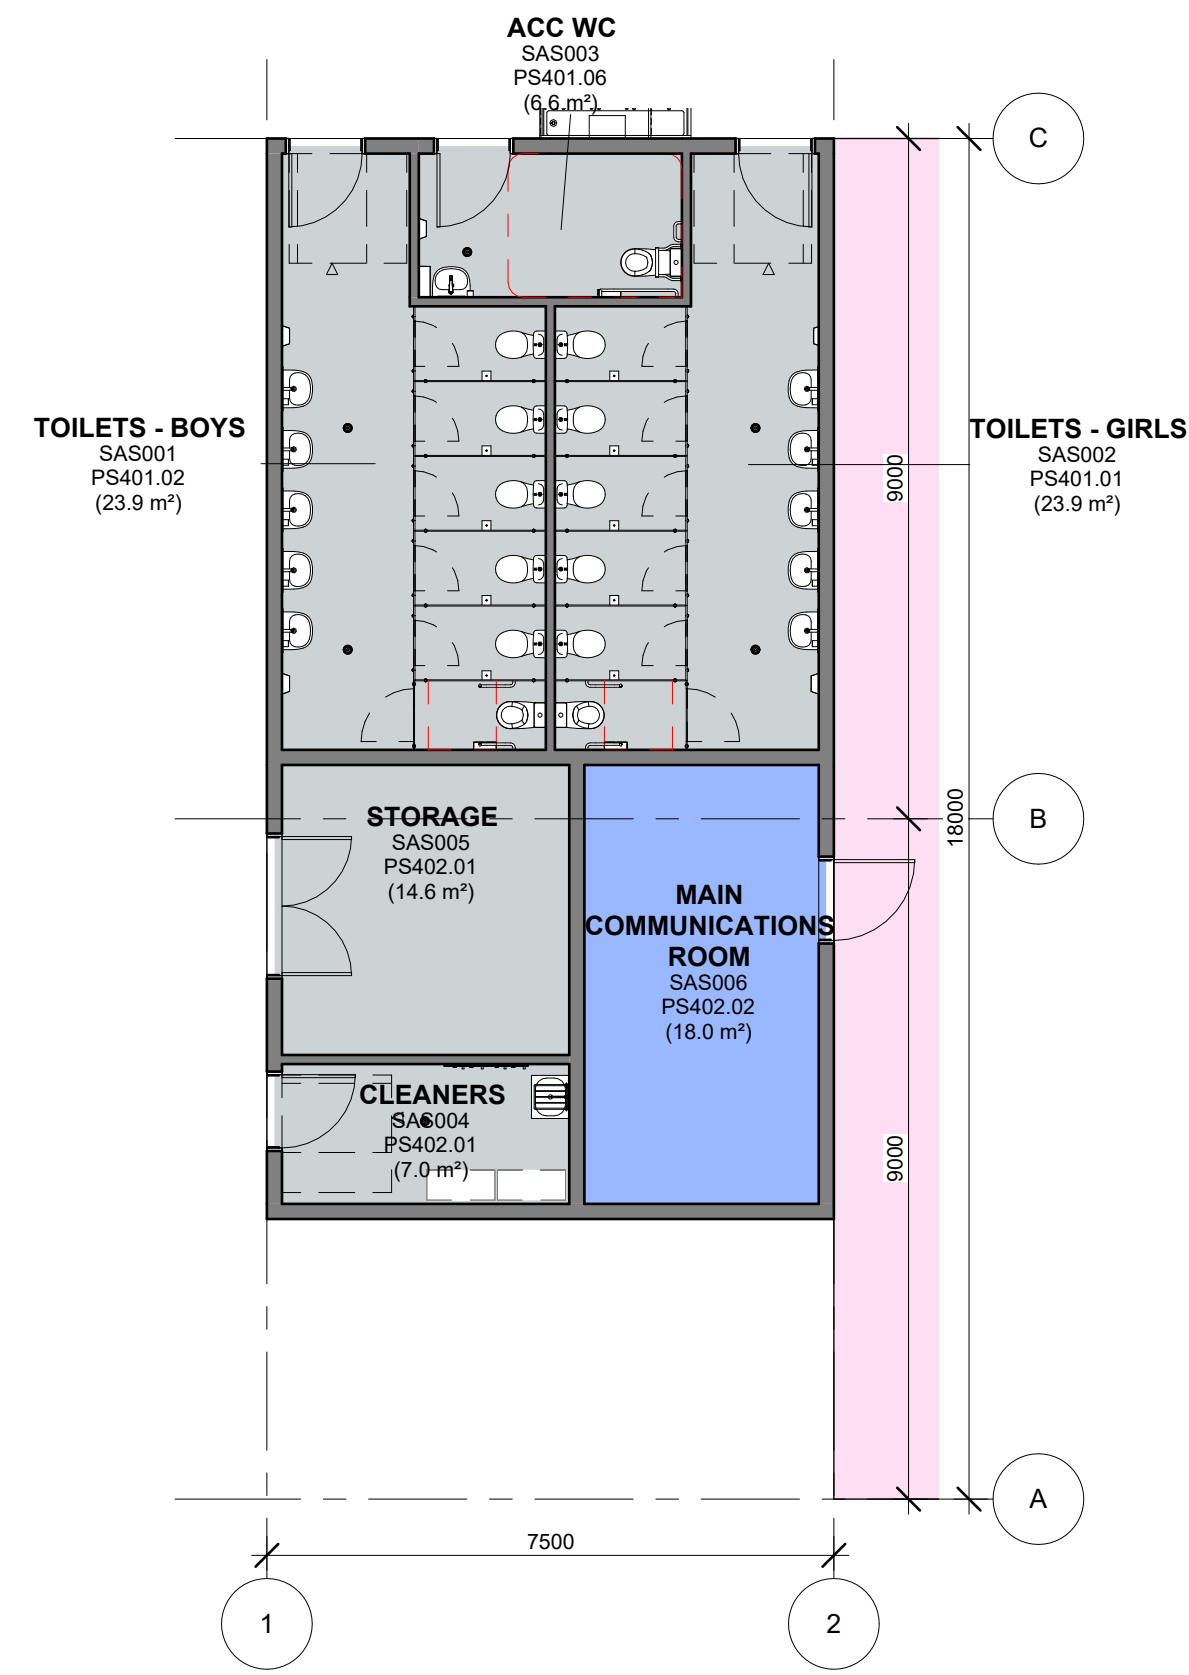 ACC WC
SAS003
PS401.06
(6.6 m²)
C
TOILETS - BOYS
SAS001
PS401.02
(23.9 m²)
TOILETS - GIRLS
SAS002
PS401.01
(23.9 m²)
9000
STORAGE
SAS005
PS402.01
(14.6 m²)
18000
B
MAIN
COMMUNICATIONS
ROOM
SAS006
PS402.02
(18.0 m²)
CLEANERS
SAS004
PS402.01
(7.0 m²)
9000
A
7500
1
2